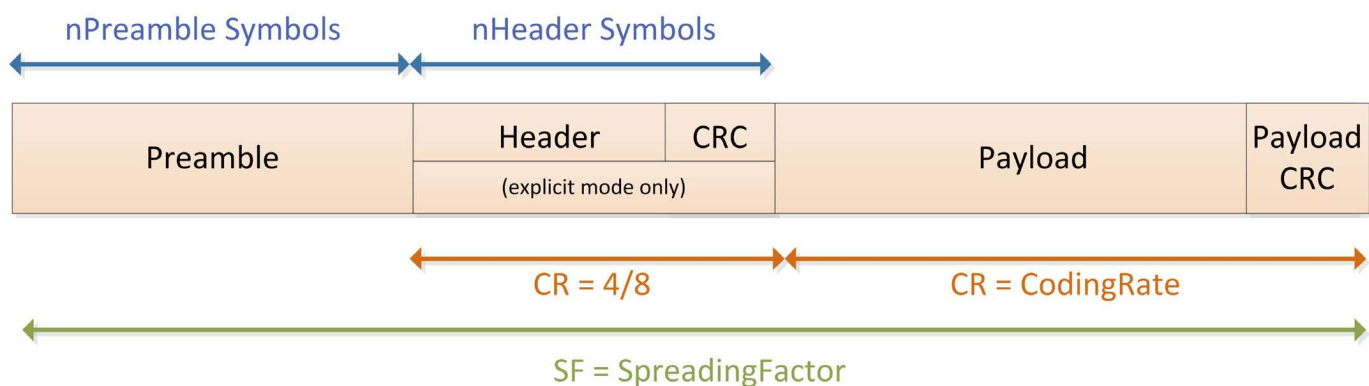 nPreamble Symbols
nHeader Symbols
Preamble
Header
CRC
(explicit mode only)
Payload
Payload
CRC
CR = 4/8
CR = CodingRate
SF = SpreadingFactor